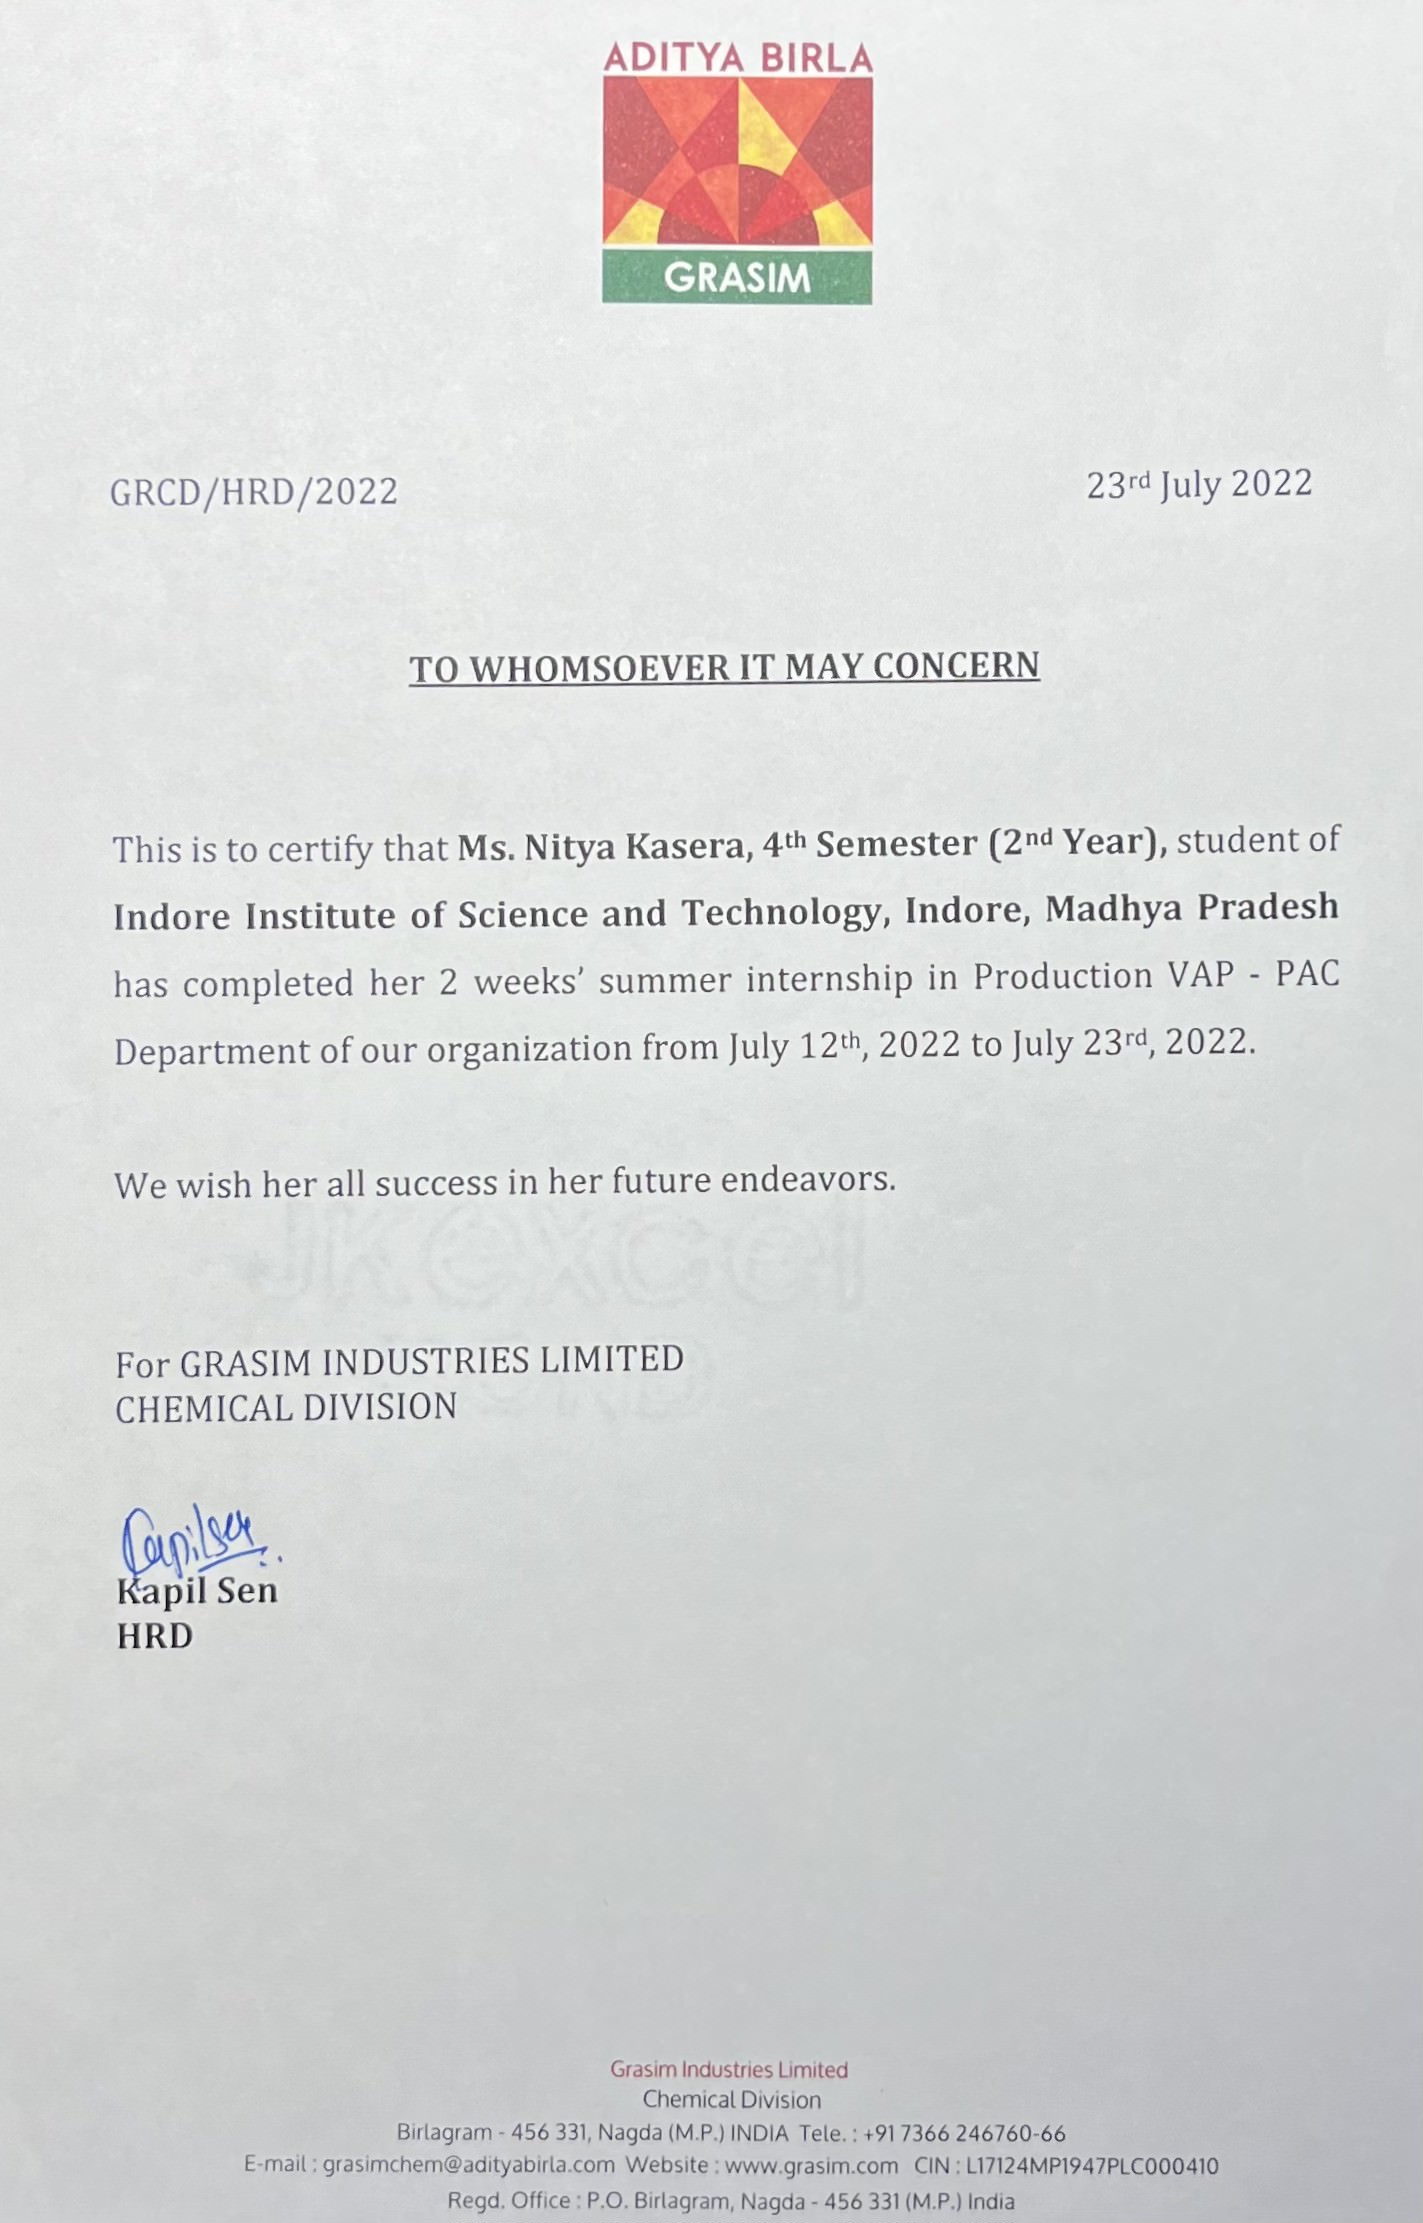 ADITYA BIRLA
GRASIM
GRCD/HRD/2022
23rd July 2022
TO WHOMSOEVER IT MAY CONCERN
This is to certify that Ms. Nitya Kasera, 4th Semester (2nd Year), student of
Indore Institute of Science and Technology, Indore, Madhya Pradesh
has completed her 2 weeks’ summer internship in Production VAP - PAC
Department of our organization from July 12th, 2022 to July 23rd, 2022.
We wish her all success in her future endeavors.
JK excel
BOND
For GRASIM INDUSTRIES LIMITED
CHEMICAL DIVISION
Kapilsen
Kapil Sen
HRD
Grasim Industries Limited
Chemical Division
Birlagram - 456 331, Nagda (M.P.) INDIA Tele. : +91 7366 246760-66
E-mail : grasimchem@adityabirla.com Website : www.grasim.com CIN : L17124MP1947PLC000410
Regd. Office : P.O. Birlagram, Nagda - 456 331 (M.P.) India